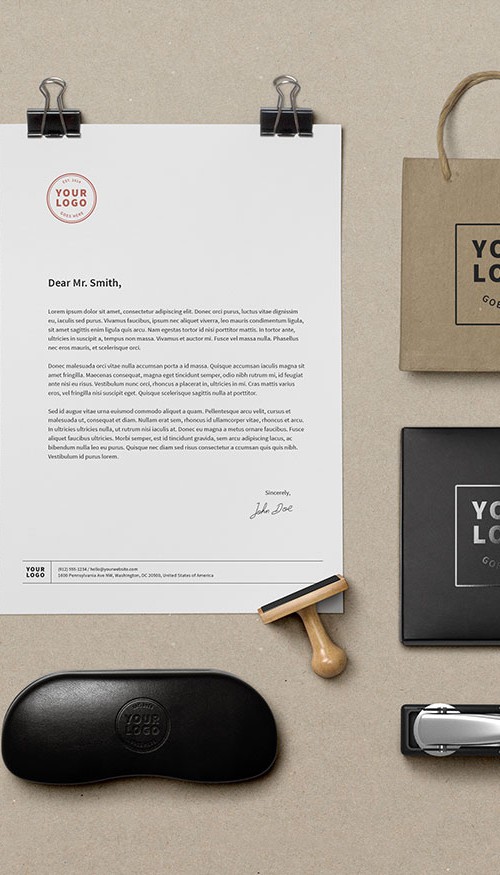 EST. 2014
YOUR
LOGO
GOES HERE
Dear Mr. Smith,
Lorem ipsum dolor sit amet, consectetur adipiscing elit. Donec orci purus, luctus vitae dignissim
eu, iaculis sed purus. Vivamus faucibus, ipsum nec aliquet viverra, leo mauris condimentum ligula,
sit amet sagittis enim ligula quis arcu. Nam egestas tortor id nisi porttitor mattis. In tortor ante,
ultricies in suscipit a, tempus non massa. Vivamus et auctor mi. Fusce vel massa nulla. Phasellus
nec eros mauris, et scelerisque orci.
Donec malesuada orci vitae nulla accumsan porta a id massa. Quisque accumsan iaculis magna sit
amet fringilla. Maecenas consequat, magna eget tincidunt semper, odio nibh rutrum mi, id feugiat
ante nisi eu risus. Vestibulum nunc orci, rhoncus a placerat in, ultricies in mi. Cras mattis varius
eros, vel fringilla nisi suscipit eget. Quisque scelerisque sagittis nulla at porttitor.
Sed id augue vitae urna euismod commodo aliquet a quam. Pellentesque arcu velit, cursus et
malesuada ut, consequat et diam. Nullam erat sem, rhoncus id ullamcorper vitae, rhoncus et arcu.
In ultricies ultricies nulla, ut rutrum nisi iaculis at. Donec eu magna a metus ornare faucibus. Fusce
aliquet faucibus ultricies. Morbi semper, est id tincidunt gravida, sem arcu adipiscing lacus, ac
bibendum nulla leo eu purus. Quisque nec diam sed risus consectetur a ccumsan quis quis nibh.
Vestibulum id purus lorem.
Sincerely,
John Doe
YOUR
LOGO
(912) 555-1234 / hello@yourwebsite.com
1600 Pennsylvania Ave NW, Washington, DC 20500, United States of America
YO
LO
GOE
YO
LO
GOE
YOUR
LOGO